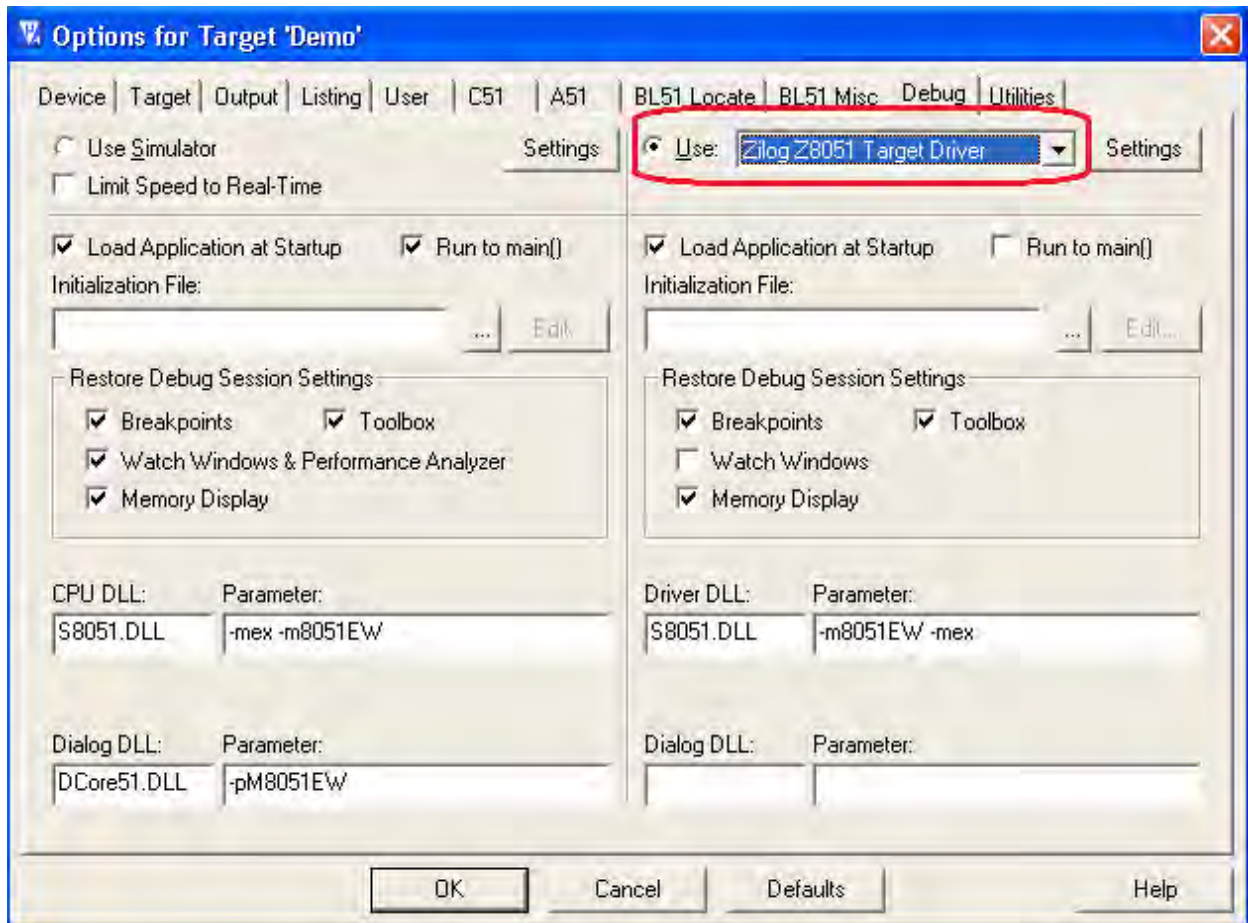 Options for Target 'Demo'
Device Target Output Listing User C51 A51 BL51 Locate BL51 Misc Debug Utilities
Use Simulator Settings
Limit Speed to Real-Time
Use: Zilog Z8051 Target Driver Settings
Load Application at Startup Run to main()
Initialization File:
... Edit...
Restore Debug Session Settings
Breakpoints Toolbox
Watch Windows & Performance Analyzer
Memory Display
CPU DLL: Parameter:
S8051.DLL -mex -m8051EW
Dialog DLL: Parameter:
DCore51.DLL -pM8051EW
Load Application at Startup Run to main()
Initialization File:
... Edit...
Restore Debug Session Settings
Breakpoints Toolbox
Watch Windows
Memory Display
Driver DLL: Parameter:
S8051.DLL -m8051EW -mex
Dialog DLL: Parameter:
OK Cancel Defaults Help